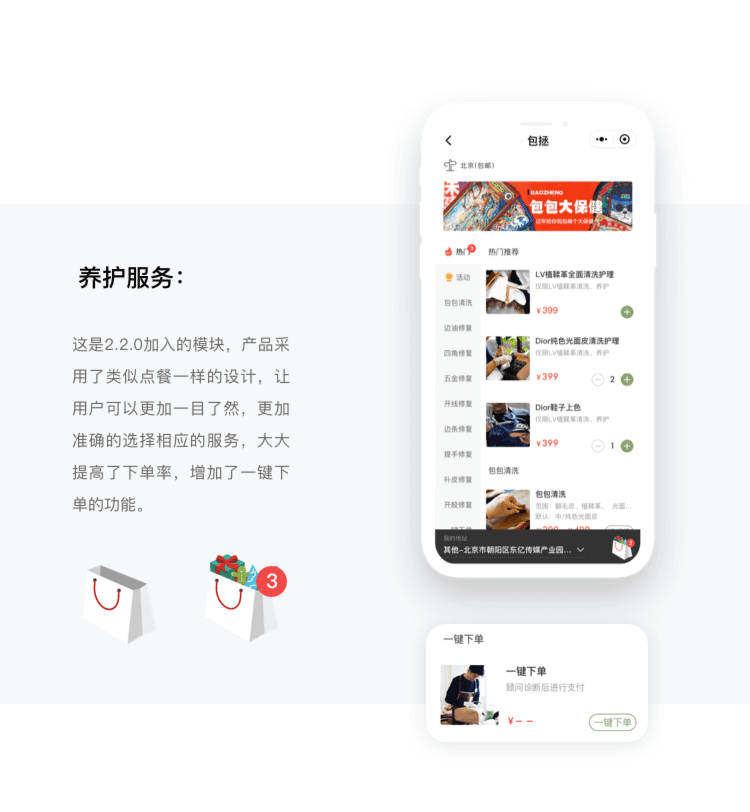 养护服务：
这是2.2.0加入的模块，产品采
用了类似点餐一样的设计，让
用户可以更加一目了然，更加
准确的选择相应的服务，大大
提高了下单率，增加了一键下
单的功能。
3
包拯
北京(包邮)
BAOZHENG
包包大保健
过年给你包包做个大保健
热门
3
活动
包包清洗
边油修复
四角修复
五金修复
开线修复
边条修复
提手修复
补皮修复
开胶修复
热门推荐
LV植鞣革全面清洗护理
仅限LV植鞣革清洗、养护
¥399
Dior纯色光面皮清洗护理
仅限LV植鞣革清洗、养护
¥399
2
Dior鞋子上色
仅限LV植鞣革清洗、养护
¥399
1
包包清洗
包包清洗
范围：翻毛皮、植鞣革、 光面...
默认：中/纯色光面皮
我的地址
其他-北京市朝阳区东亿传媒产业园...
3
一键下单
一键下单
顾问诊断后进行支付
¥－－
一键下单